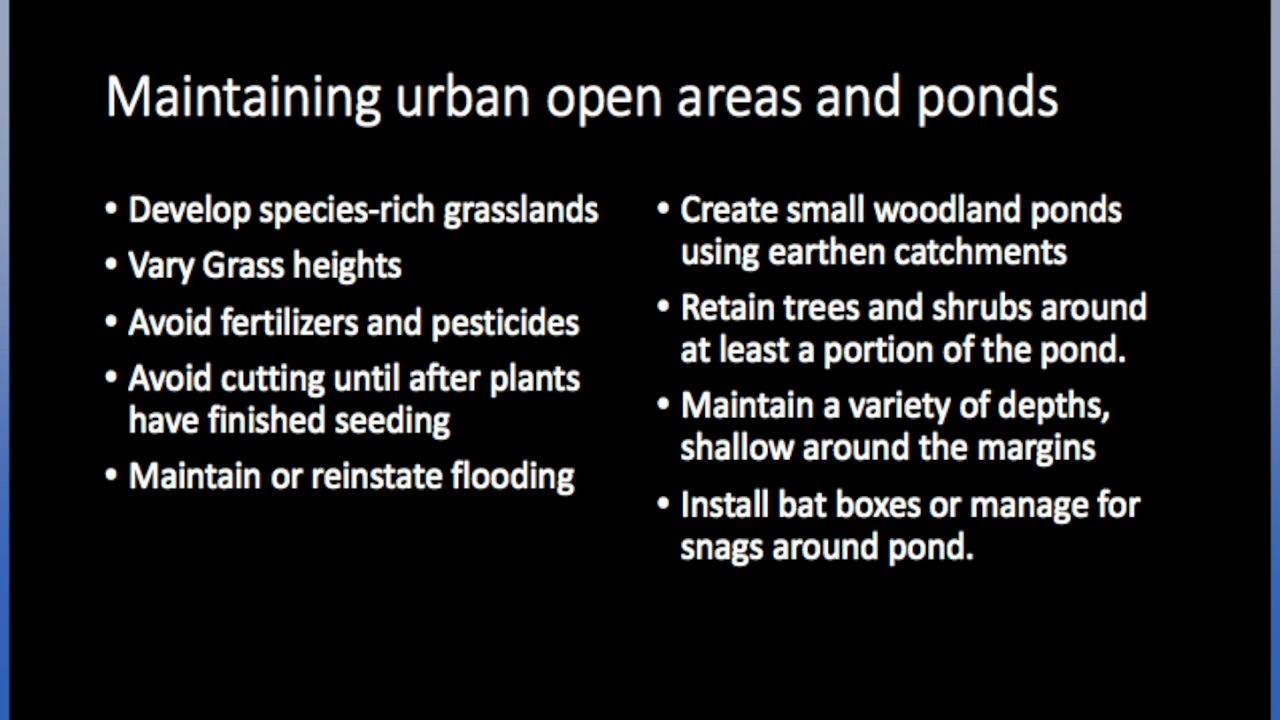 Maintaining urban open areas and ponds
• Develop species-rich grasslands
• Vary Grass heights
• Avoid fertilizers and pesticides
• Avoid cutting until after plants
have finished seeding
• Maintain or reinstate flooding
• Create small woodland ponds
using earthen catchments
• Retain trees and shrubs around
at least a portion of the pond.
• Maintain a variety of depths,
shallow around the margins
• Install bat boxes or manage for
snags around pond.